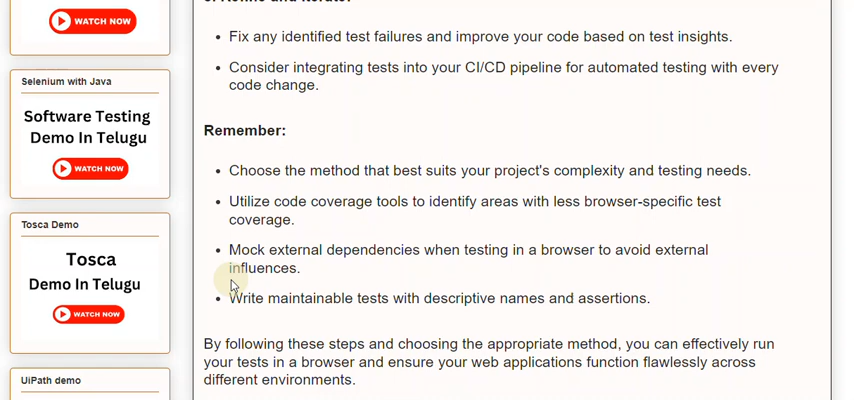 WATCH NOW
Selenium with Java
Software Testing
Demo In Telugu
WATCH NOW
Tosca Demo
Tosca
Demo In Telugu
WATCH NOW
UiPath demo
5. Refine and Iterate:
• Fix any identified test failures and improve your code based on test insights.
• Consider integrating tests into your CI/CD pipeline for automated testing with every
code change.
Remember:
• Choose the method that best suits your project's complexity and testing needs.
• Utilize code coverage tools to identify areas with less browser-specific test
coverage.
• Mock external dependencies when testing in a browser to avoid external
influences.
• Write maintainable tests with descriptive names and assertions.
By following these steps and choosing the appropriate method, you can effectively run
your tests in a browser and ensure your web applications function flawlessly across
different environments.